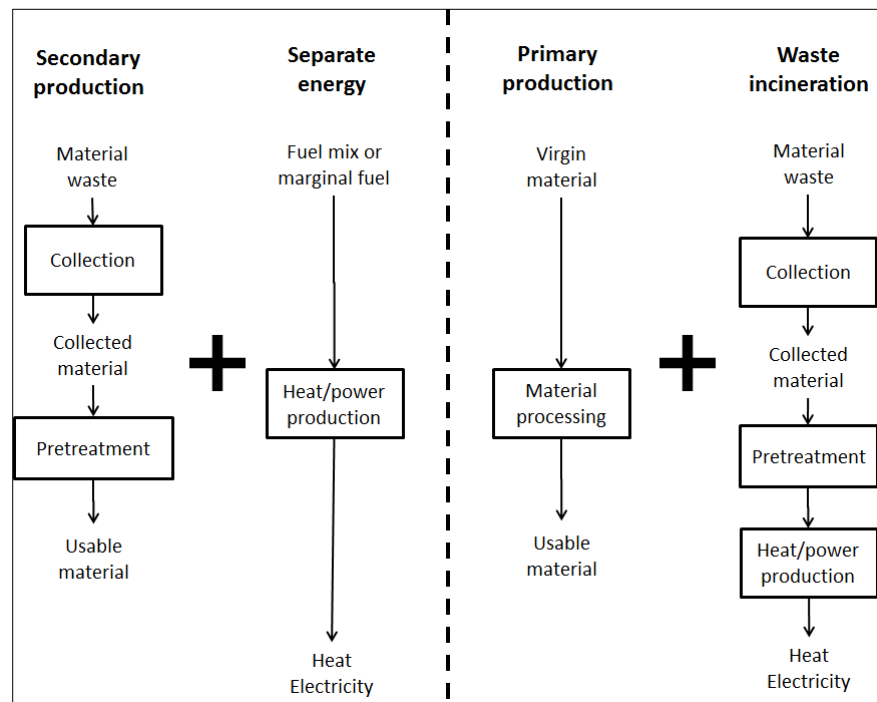 Secondary
production
Material
waste
Collection
Collected
material
Pretreatment
Usable
material
Separate
energy
Fuel mix or
marginal fuel
Heat/power
production
Heat
Electricity
Primary
production
Virgin
material
Material
processing
Usable
material
Waste
incineration
Material
waste
Collection
Collected
material
Pretreatment
Heat/power
production
Heat
Electricity